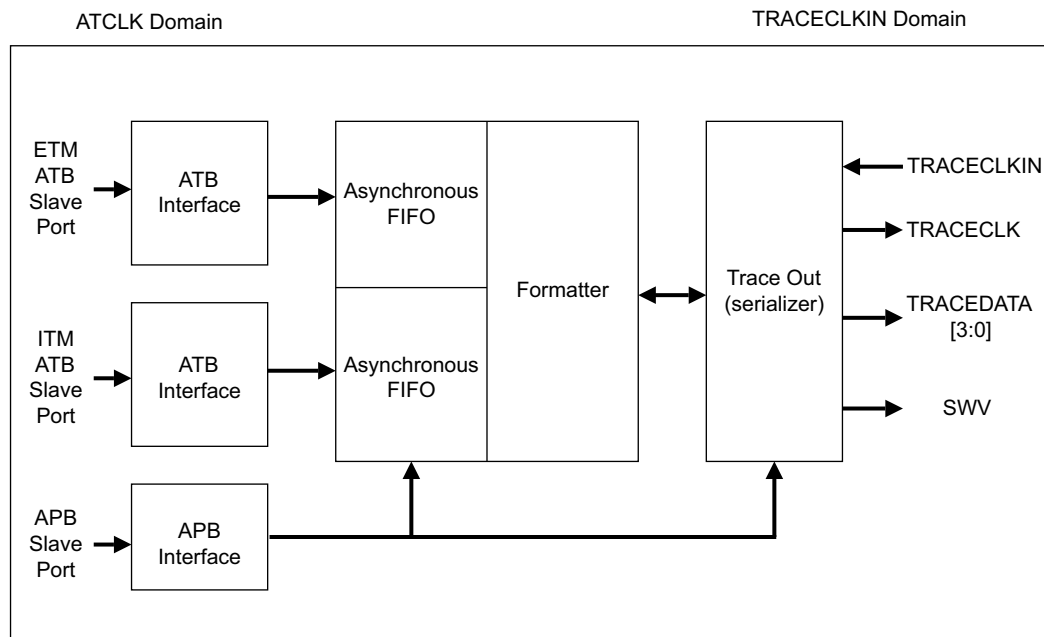 ATCLK Domain
TRACECLKIN Domain
ETM
ATB
Slave
Port
ATB
Interface
Asynchronous
FIFO
Formatter
Trace Out
(serializer)
TRACECLKIN
TRACECLK
TRACEDATA
[3:0]
SWV
ITM
ATB
Slave
Port
ATB
Interface
Asynchronous
FIFO
APB
Slave
Port
APB
Interface